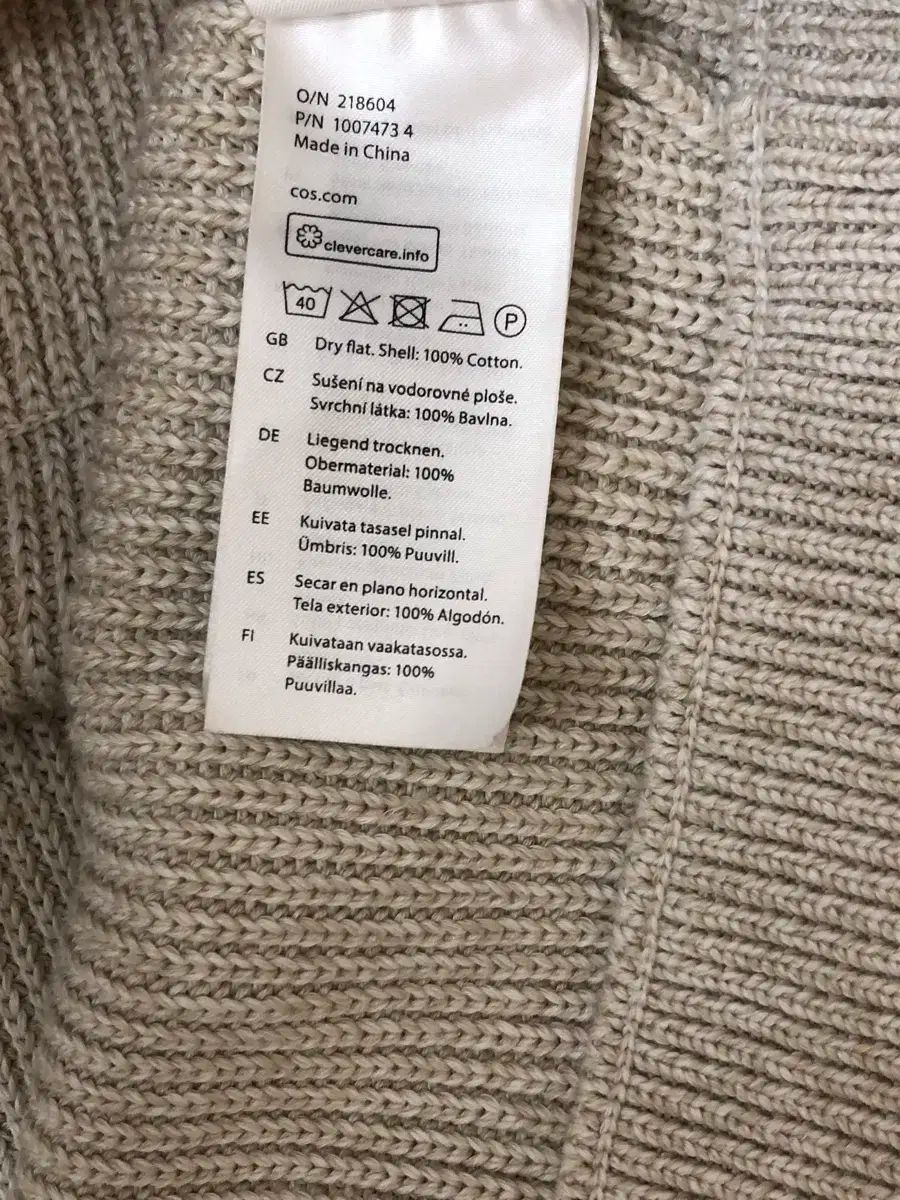 O/N 218604
P/N 1007473 4
Made in China
cos.com
clevercare.info
40
P
GB Dry flat. Shell: 100% Cotton.
CZ Sušení na vodorovné ploše.
Svrchní látka: 100% Bavlna.
DE Liegend trocknen.
Obermaterial: 100%
Baumwolle.
EE Kuivata tasasel pinnal.
Ümbris: 100% Puuvill.
ES Secar en plano horizontal.
Tela exterior: 100% Algodón.
FI Kuivataan vaakatasossa.
Päälliskangas: 100%
Puuvillaa.